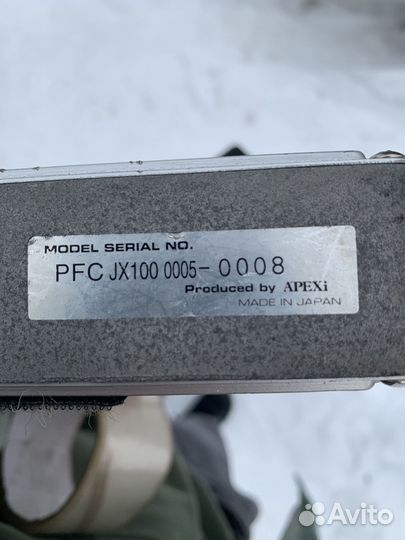 MODEL SERIAL NO.
PFC JX100 0005-0008
Produced by APEXi
MADE IN JAPAN
Avito